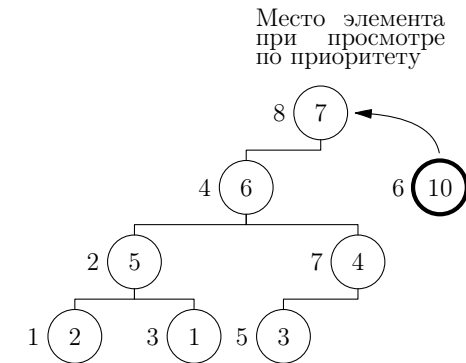 Место элемента
при просмотре
по приоритету
8 7
4 6 6 10
2 5 7 4
1 2 3 1 5 3